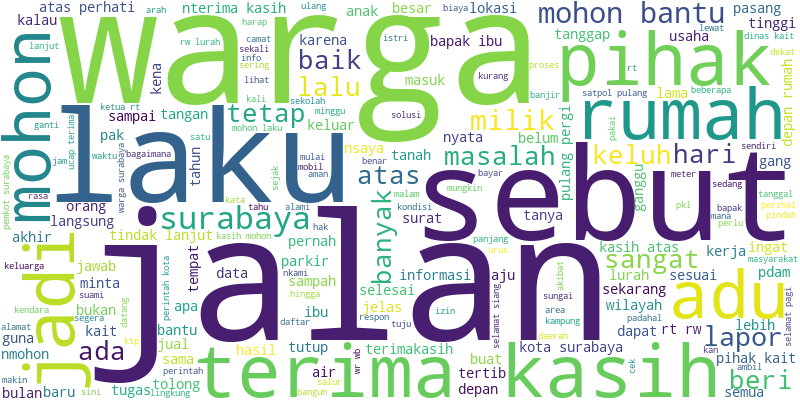 atas perhati
arah
nterima kasih
ulang
anak
besar
biaya
lokasi
mohon bantu
pasang
kalau
harap
rw lurah
camat
sekali
info
lihat
sering
kena
warga
karena
istri
bapak ibu
tanggap
lewat
usaha
tinggi
dinas kait
dekat
lanjut
baik
lalu
masuk
kurang
proses
pihak
rt
mohon
ketua rt
sampai
tangan
kali
sekolah
minggu
tetap
keluar
solusi
banjir
milik
satpol pulang
beberapa
lama
depan rumah
ganti
ucap terima
pak
mohon laku
satu
nyata
belum
pulang pergi
rumah
pakai
jam
waktu
bagaimana
warga surabaya
laku
tahun
mulai
mobil
nsaya
benar
aman
tanah
masalah
keluh
hari
sendiri
gang
pemkot surabaya
rasa
orang
langsung
kata
sejak
atas
malam
bayar
mungkin
ganggu
meter
sedang
tanggal
akhir
surabaya
tahu
alami
hak
kondisi
surat
sebut
tanya
pkl
bapak
mana
perlu
perihal
pindah
tindak lanjut
kasih mohon
pernah
banyak
panjang
urus
kasih atas
kerja
ingat
masyarakat
keluarga
jadi
jawab
minta
suami
jalan
tempat
perintah kota
data
nkami
hingga
parkir
sampah
informasi
aju
akibat
sungai
lurah
sesuai
pdam
kendara
bukan
datang
apa
daftar
ibu
jelas
selesai
respon
tuju
izin
selamat siang
area
kampung
sekarang
wilayah
adu
selamat pagi
alamat
guna
nmohon
kait
ktp
bantu
jual
hasil
tutup
terimakasih
buat
daerah
padahal
dapat
rt rw
lebih
lapor
kan
makin
bulan
ada
baru
sini
tugas
tolong
lingkung
sama
perintah
terima kasih
air
salur
bangun
wr wb
tertib
depan
kota surabaya
cek
pihak kait
ambil
beri
semua